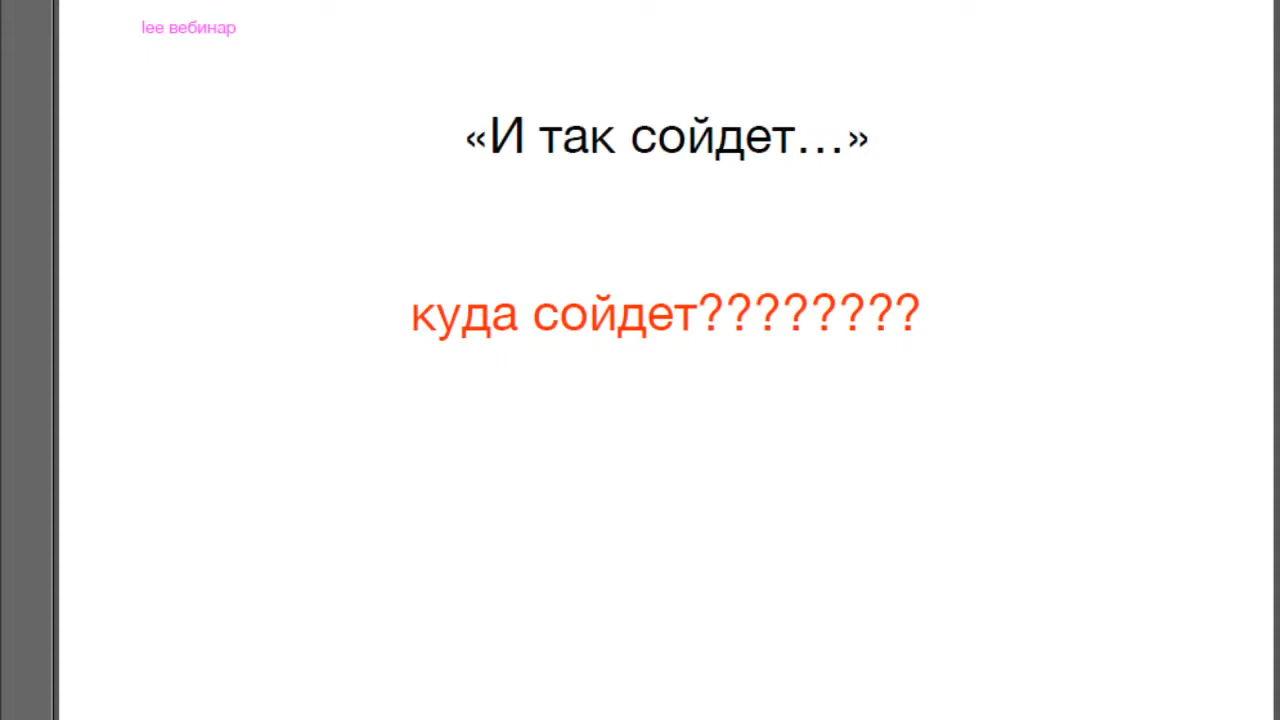 lee вебинар
«И так сойдет...»
куда сойдет????????